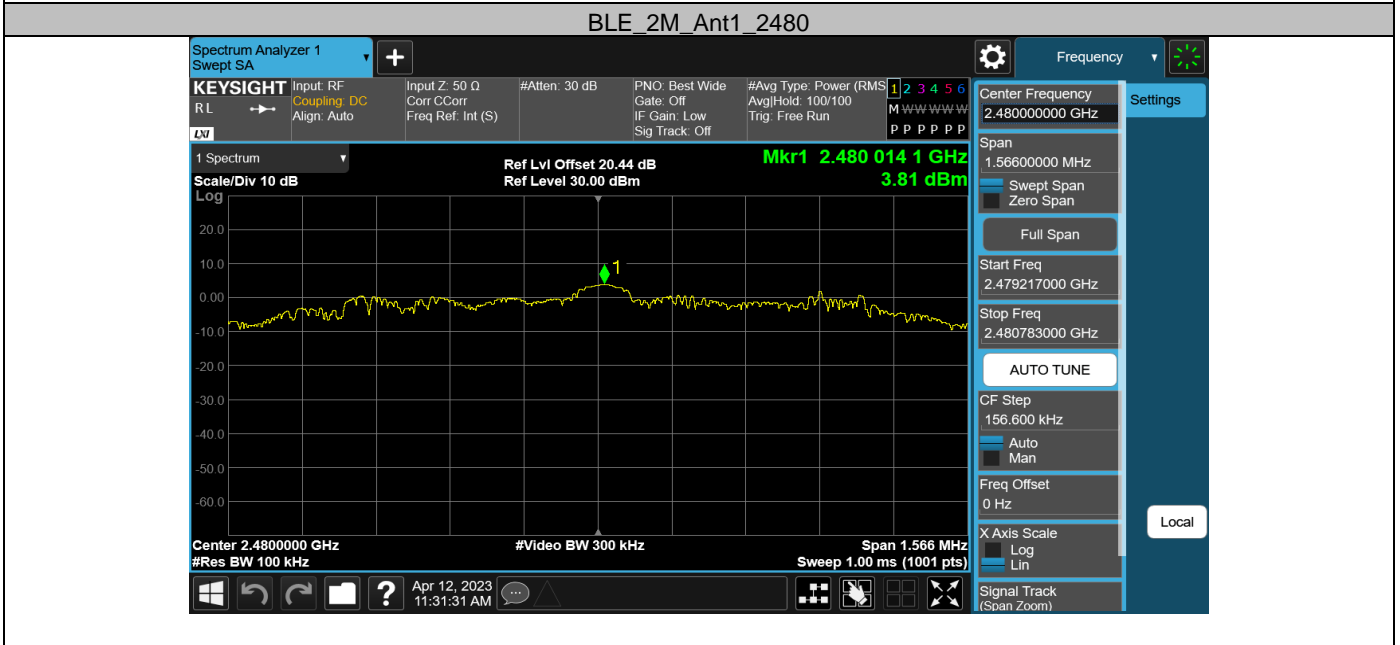 BLE_2M_Ant1_2480
Spectrum Analyzer 1
Swept SA
Frequency
KEYSIGHT
RL
LXI
Input: RF
Coupling: DC
Align: Auto
Input Z: 50 Ω
Corr CCorr
Freq Ref: Int (S)
#Atten: 30 dB
PNO: Best Wide
Gate: Off
IF Gain: Low
Sig Track: Off
#Avg Type: Power (RMS
Avg|Hold: 100/100
Trig: Free Run
1 2 3 4 5 6
M W W W W W
P P P P P P
1 Spectrum
Scale/Div 10 dB
Log
Ref Lvl Offset 20.44 dB
Ref Level 30.00 dBm
Mkr1 2.480 014 1 GHz
3.81 dBm
20.0
10.0
0.00
-10.0
-20.0
-30.0
-40.0
-50.0
-60.0
1
Center 2.4800000 GHz
#Res BW 100 kHz
#Video BW 300 kHz
Span 1.566 MHz
Sweep 1.00 ms (1001 pts)
Apr 12, 2023
11:31:31 AM
Center Frequency
2.480000000 GHz
Span
1.56600000 MHz
Swept Span
Zero Span
Full Span
Start Freq
2.479217000 GHz
Stop Freq
2.480783000 GHz
AUTO TUNE
CF Step
156.600 kHz
Auto
Man
Freq Offset
0 Hz
X Axis Scale
Log
Lin
Signal Track
(Span Zoom)
Settings
Local